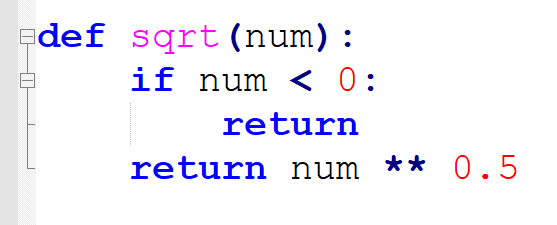 def sqrt(num):
    if num < 0:
        return
    return num ** 0.5